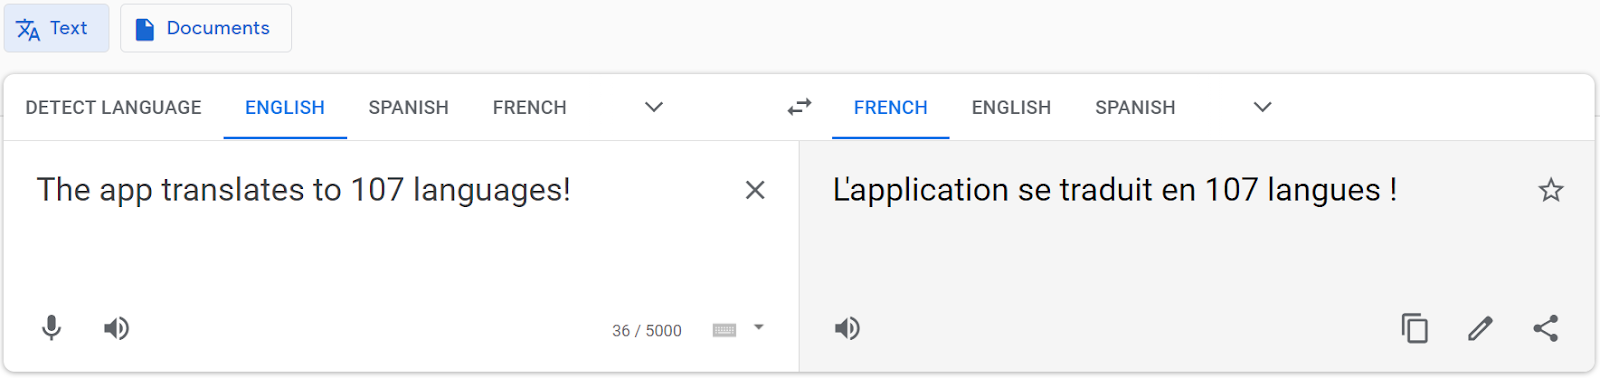 Text Documents
DETECT LANGUAGE ENGLISH SPANISH FRENCH FRENCH ENGLISH SPANISH
The app translates to 107 languages!
L'application se traduit en 107 langues !
36 / 5000